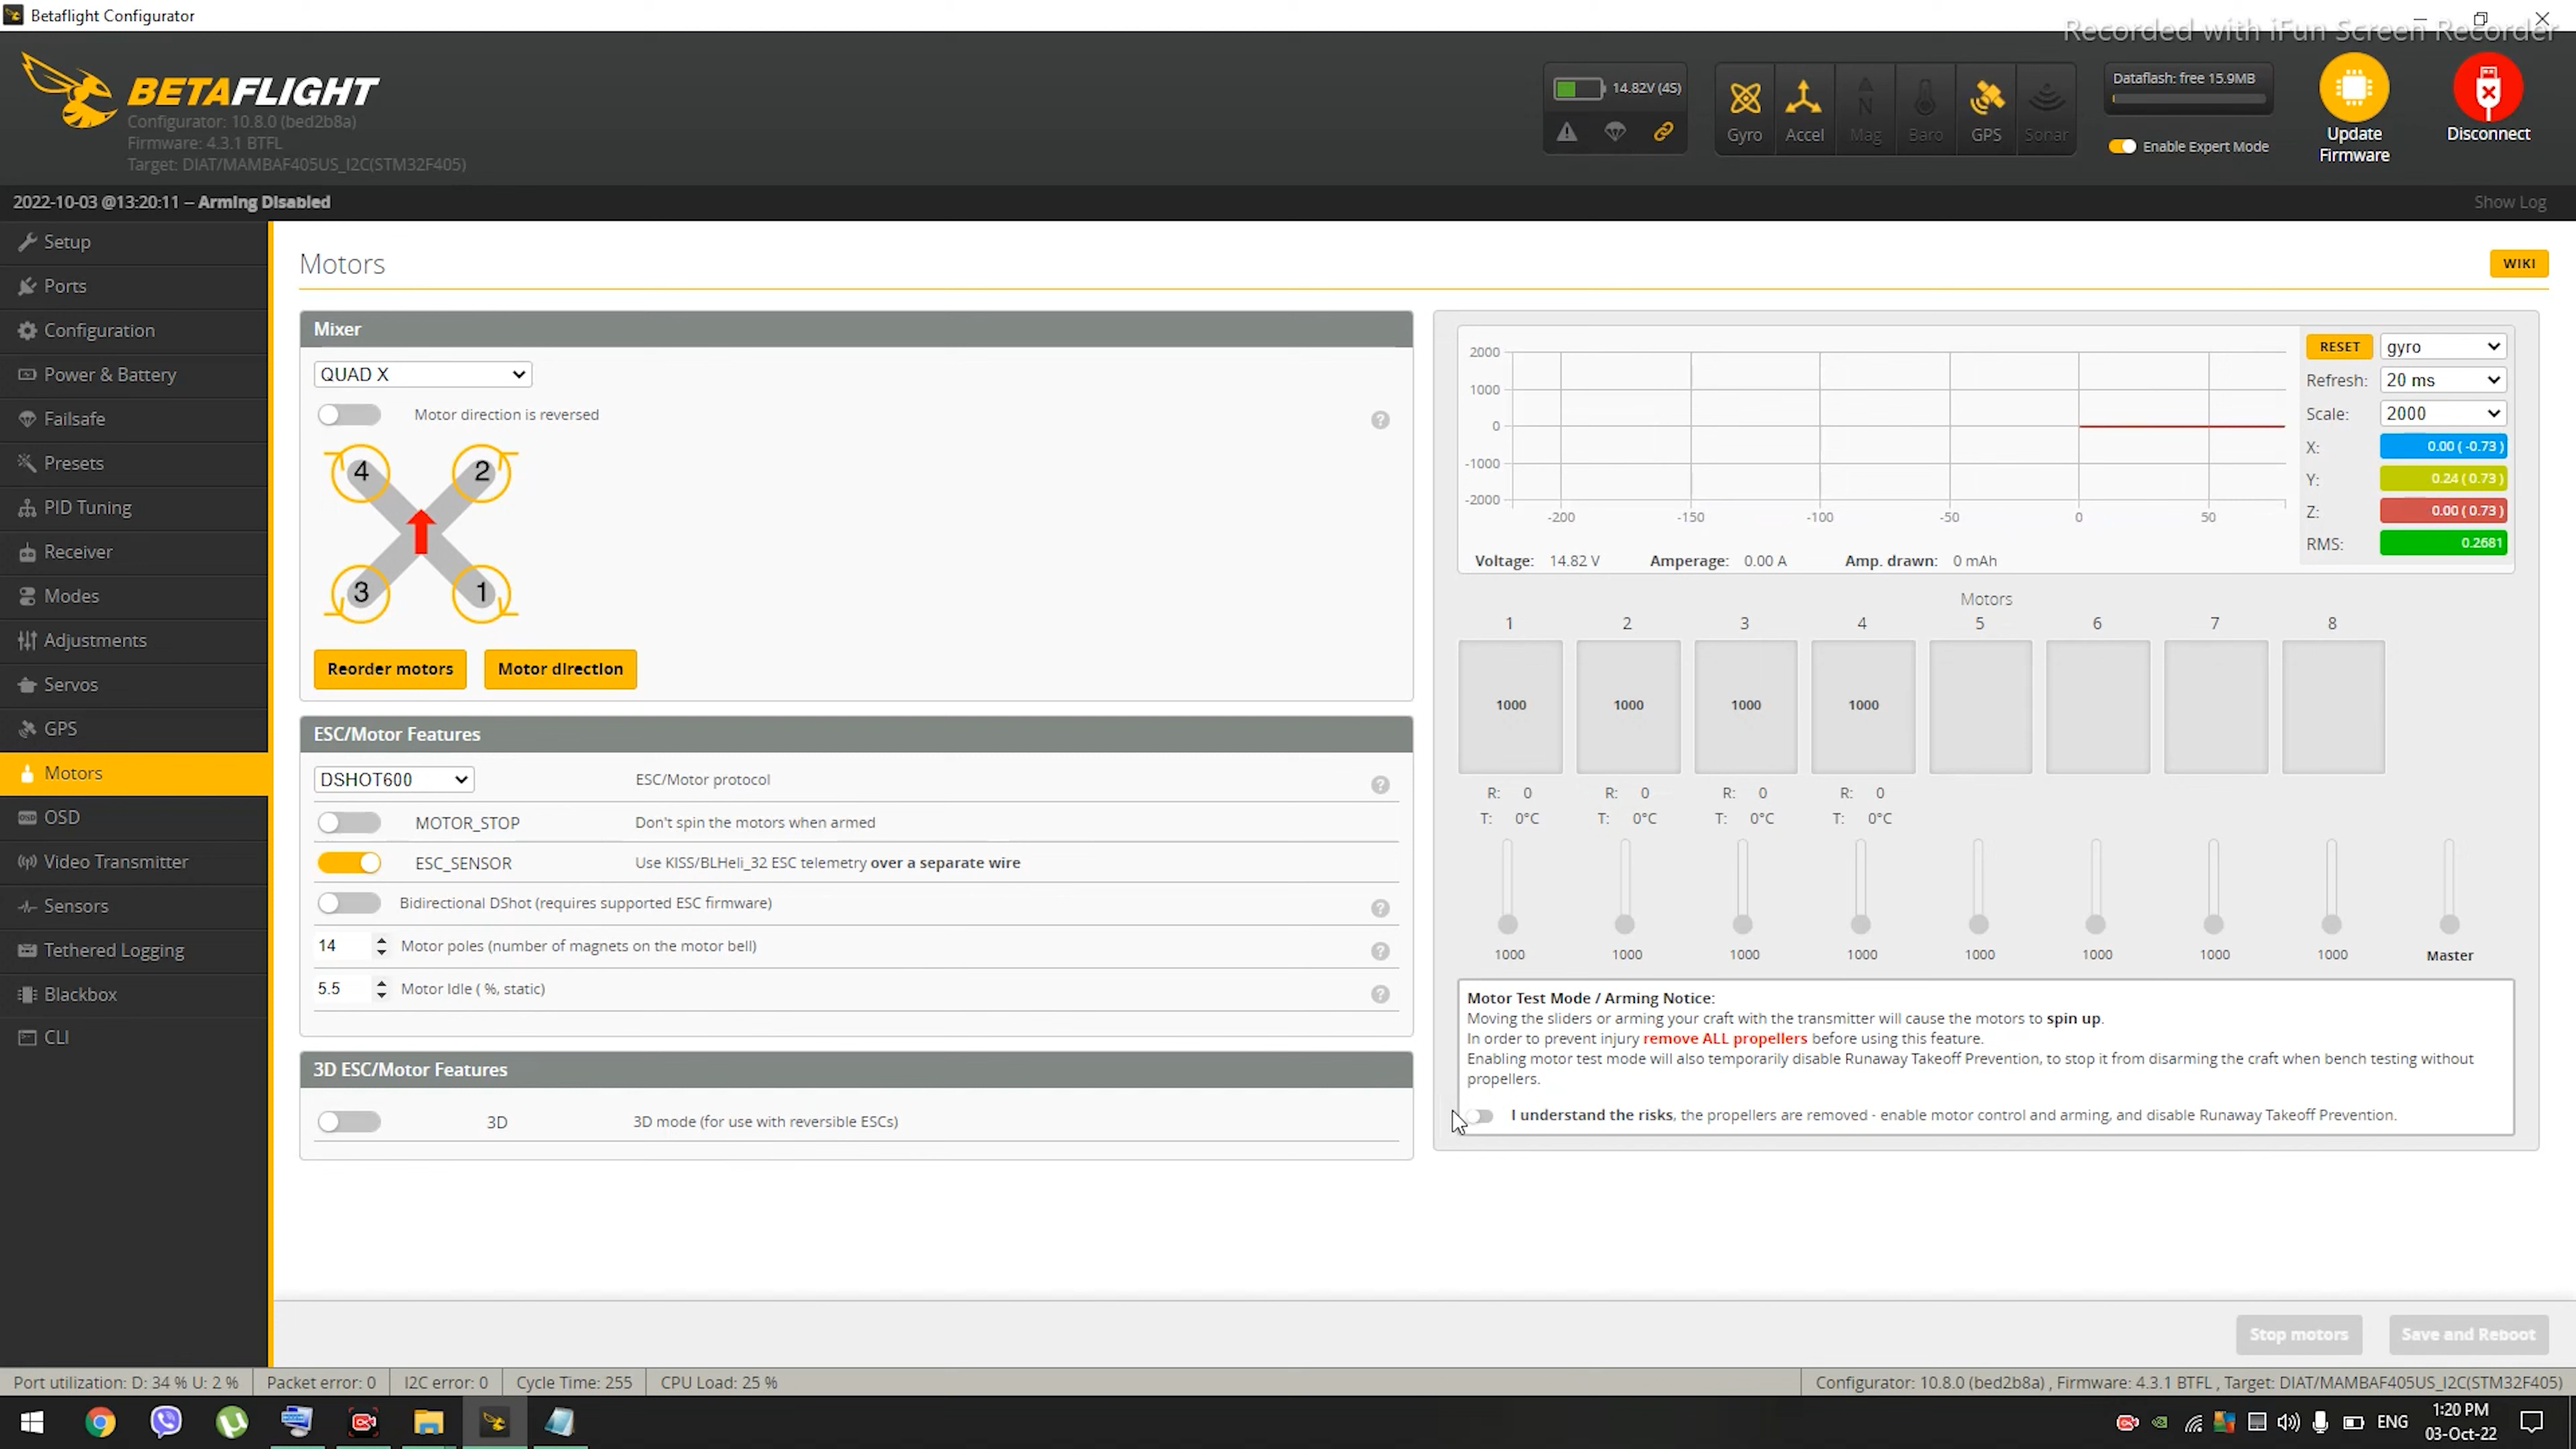 Betaflight Configurator
Recorded with iFun Screen Recorder
BETAFLIGHT
Configurator: 10.8.0 (bed2b8a)
Firmware: 4.3.1 BTFL
Target: DIAT/MAMBAF405US_I2C(STM32F405)
14.82V (4S)
Gyro
Accel
N
Mag
Baro
GPS
Sonar
Dataflash: free 15.9MB
Enable Expert Mode
Update
Firmware
Disconnect
2022-10-03 @13:20:11 -- Arming Disabled
Show Log
Setup
Ports
Configuration
Power & Battery
Failsafe
Presets
PID Tuning
Receiver
Modes
Adjustments
Servos
GPS
Motors
OSD
OSD
Video Transmitter
Sensors
Tethered Logging
Blackbox
CLI
Motors
WIKI
Mixer
QUAD X
Motor direction is reversed
?
4 2
3 1
Reorder motors Motor direction
ESC/Motor Features
DSHOT600 ESC/Motor protocol ?
MOTOR_STOP Don't spin the motors when armed
ESC_SENSOR Use KISS/BLHeli_32 ESC telemetry over a separate wire
Bidirectional DShot (requires supported ESC firmware) ?
14 Motor poles (number of magnets on the motor bell) ?
5.5 Motor Idle ( %, static) ?
3D ESC/Motor Features
3D 3D mode (for use with reversible ESCs)
2000
1000
0
-1000
-2000
-200 -150 -100 -50 0 50
RESET gyro
Refresh: 20 ms
Scale: 2000
X: 0.00 ( -0.73 )
Y: 0.24 ( 0.73 )
Z: 0.00 ( 0.73 )
RMS: 0.2681
Voltage: 14.82 V Amperage: 0.00 A Amp. drawn: 0 mAh
Motors
1 2 3 4 5 6 7 8
1000 1000 1000 1000
R: 0 R: 0 R: 0 R: 0
T: 0°C T: 0°C T: 0°C T: 0°C
1000 1000 1000 1000 1000 1000 1000 1000 Master
Motor Test Mode / Arming Notice:
Moving the sliders or arming your craft with the transmitter will cause the motors to spin up.
In order to prevent injury remove ALL propellers before using this feature.
Enabling motor test mode will also temporarily disable Runaway Takeoff Prevention, to stop it from disarming the craft when bench testing without
propellers.
I understand the risks, the propellers are removed - enable motor control and arming, and disable Runaway Takeoff Prevention.
Stop motors Save and Reboot
Port utilization: D: 34 % U: 2 % Packet error: 0 I2C error: 0 Cycle Time: 255 CPU Load: 25 %
Configurator: 10.8.0 (bed2b8a) , Firmware: 4.3.1 BTFL , Target: DIAT/MAMBAF405US_I2C(STM32F405)
ENG
1:20 PM
03-Oct-22